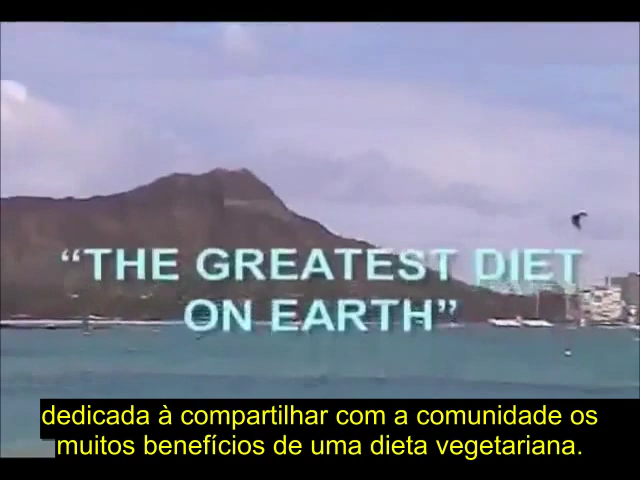 “THE GREATEST DIET
ON EARTH”
dedicada à compartilhar com a comunidade os
muitos benefícios de uma dieta vegetariana.